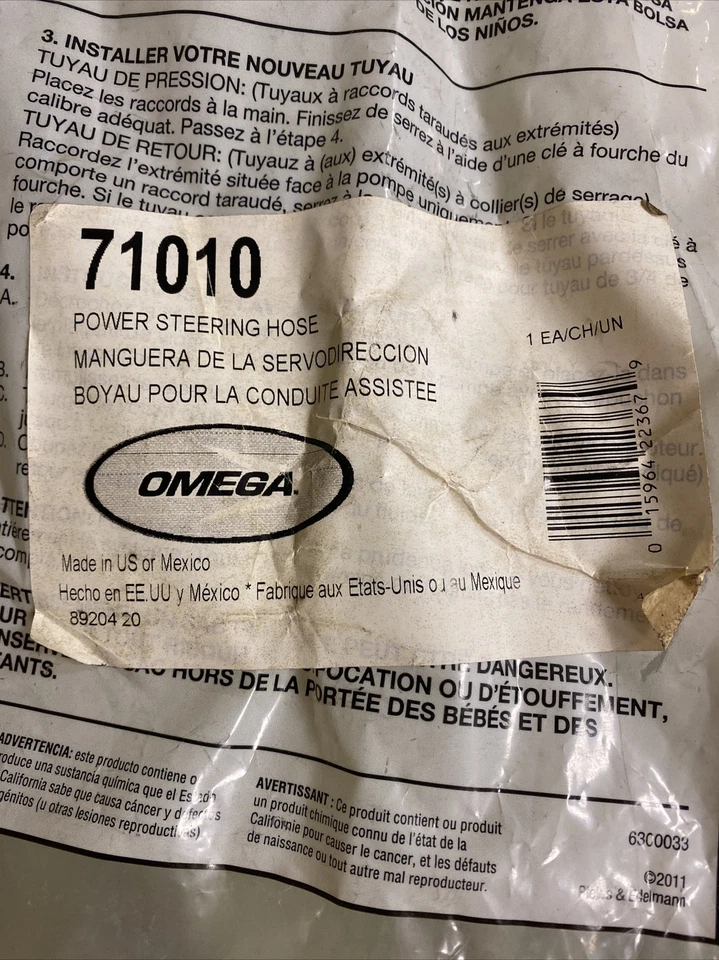 ION MANTENGA ESTA BOLSA
DE LOS NIÑOS.
3. INSTALLER VOTRE NOUVEAU TUYAU
TUYAU DE PRESSION: (Tuyaux à raccords taraudés aux extrémités)
Placez les raccords à la main. Finissez de serrez à l'aide d'une clé à fourche du
calibre adéquat. Passez à l'étape 4.
TUYAU DE RETOUR: (Tuyauz à (aux) extrémité(s) à collier(s) de serrage)
Raccordez l'extrémité située face à la pompe uniquement
comporte un raccord taraudé, serrez à la
fourche. Si le tuyau
4.
A.
71010
POWER STEERING HOSE
MANGUERA DE LA SERVODIRECCION
BOYAU POUR LA CONDUITE ASSISTEE
1 EA/CH/UN
0 15964 22367 9
OMEGA
Made in US or Mexico
Hecho en EE.UU y México * Fabrique aux Etats-Unis ou au Mexique
89204 20
DANGEREUX.
HORS DE LA PORTÉE DES BÉBÉS ET DES
OCATION OU D'ÉTOUFFEMENT,
ANTS.
ADVERTENCIA: este producto contiene o
roduce una sustancia química que el Estado
California sabe que causa cáncer y defectos
génitos (u otras lesiones reproductivas)
AVERTISSANT : Ce produit contient ou produit
un produit chimique connu de l'état de la
Californie pour causer le cancer, et les défauts
de naissance ou tout autre mal reproducteur.
63C0033
©2011
Plews & Edelmann